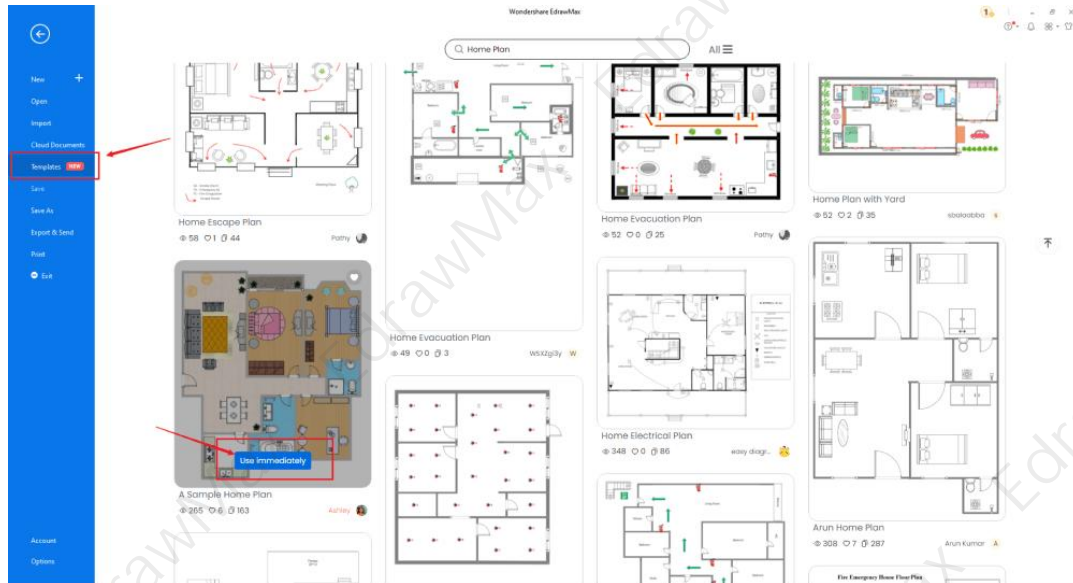 Wondershare EdrawMax
Home Plan
All
New +
Open
Import
Cloud Documents
Templates NEW
Save
Save As
Export & Send
Print
Exit
Account
Options
Home Escape Plan
58 1 44
Pathy
A Sample Home Plan
265 6 163
Ashley
Use immediately
Home Evacuation Plan
49 0 3
W
Home Evacuation Plan
52 0 25
Pathy
Home Electrical Plan
348 0 86
easy diagr...
Home Plan with Yard
52 2 35
Arun Home Plan
308 7 287
Arun Kumar A
Fire Emergency House Floor Plan
EdrawMax